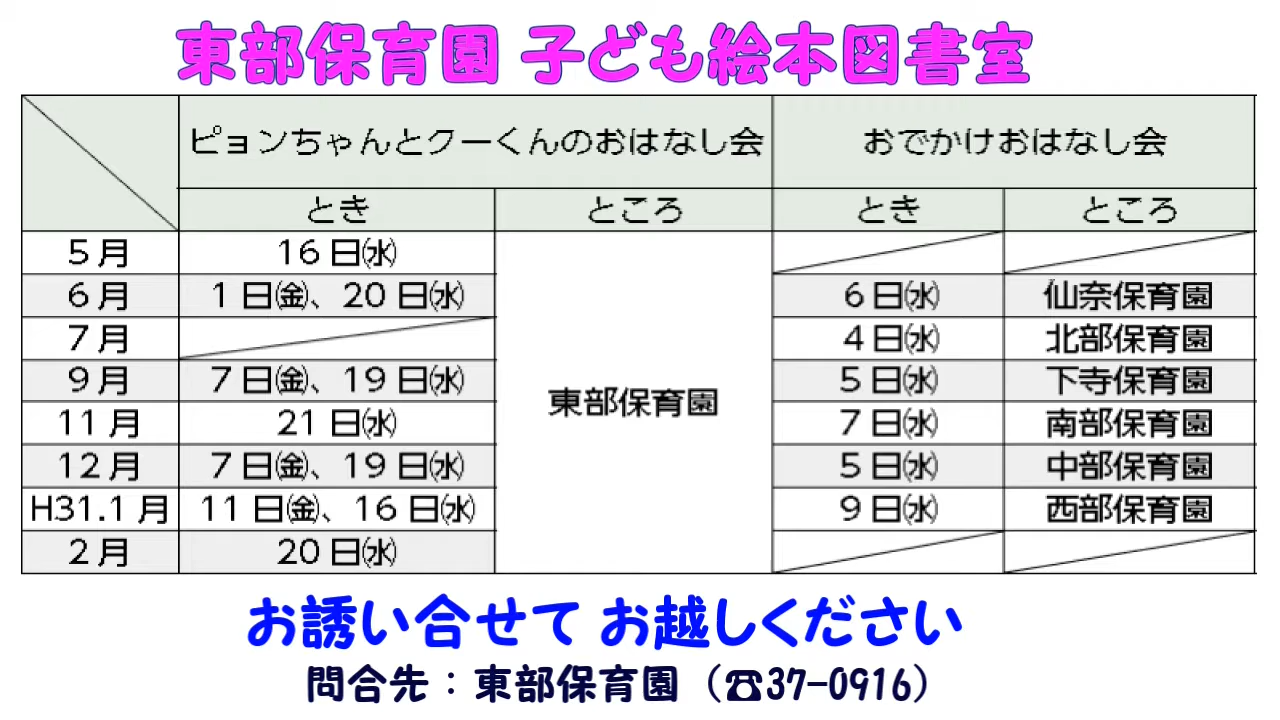 東部保育園 子ども絵本図書室
ピョンちゃんとクーくんのおはなし会 おでかけおはなし会
とき ところ とき ところ
5月 16日㈬
6月 1日㈮、20日㈬ 6日㈬ 仙奈保育園
7月 4日㈬ 北部保育園
9月 7日㈮、19日㈬ 5日㈬ 下寺保育園
東部保育園
11月 21日㈬ 7日㈬ 南部保育園
12月 7日㈮、19日㈬ 5日㈬ 中部保育園
H31.1月 11日㈮、16日㈬ 9日㈬ 西部保育園
2月 20日㈬
お誘い合せて お越しください
問合先：東部保育園（☎37-0916）